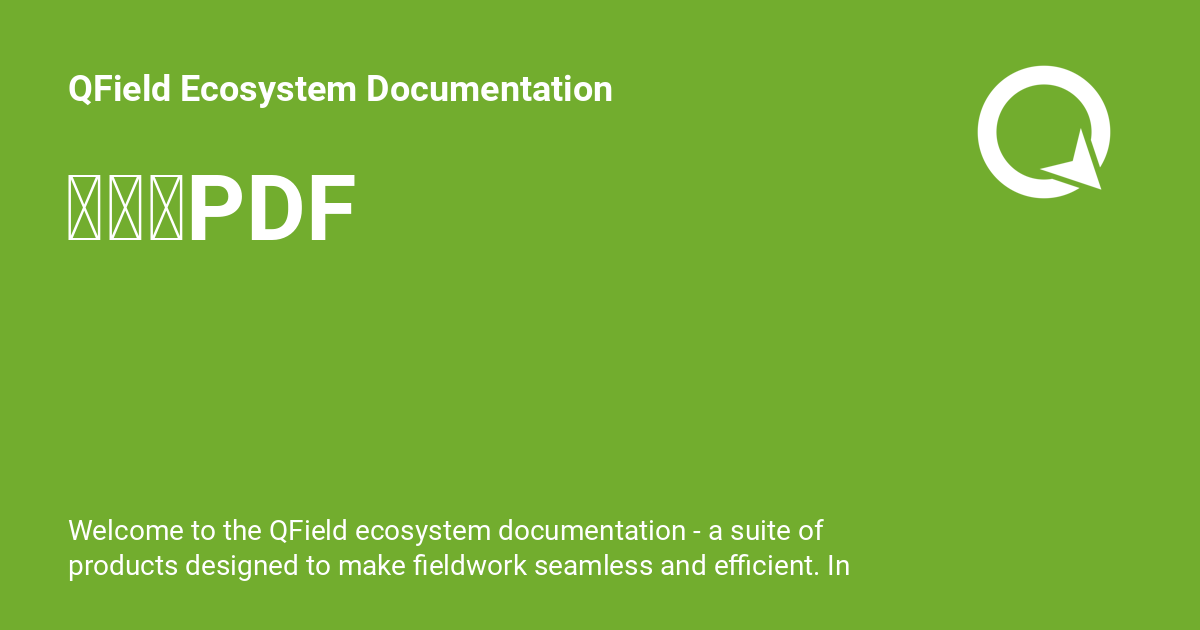 QField Ecosystem Documentation
PDF
Welcome to the QField ecosystem documentation - a suite of
products designed to make fieldwork seamless and efficient. In